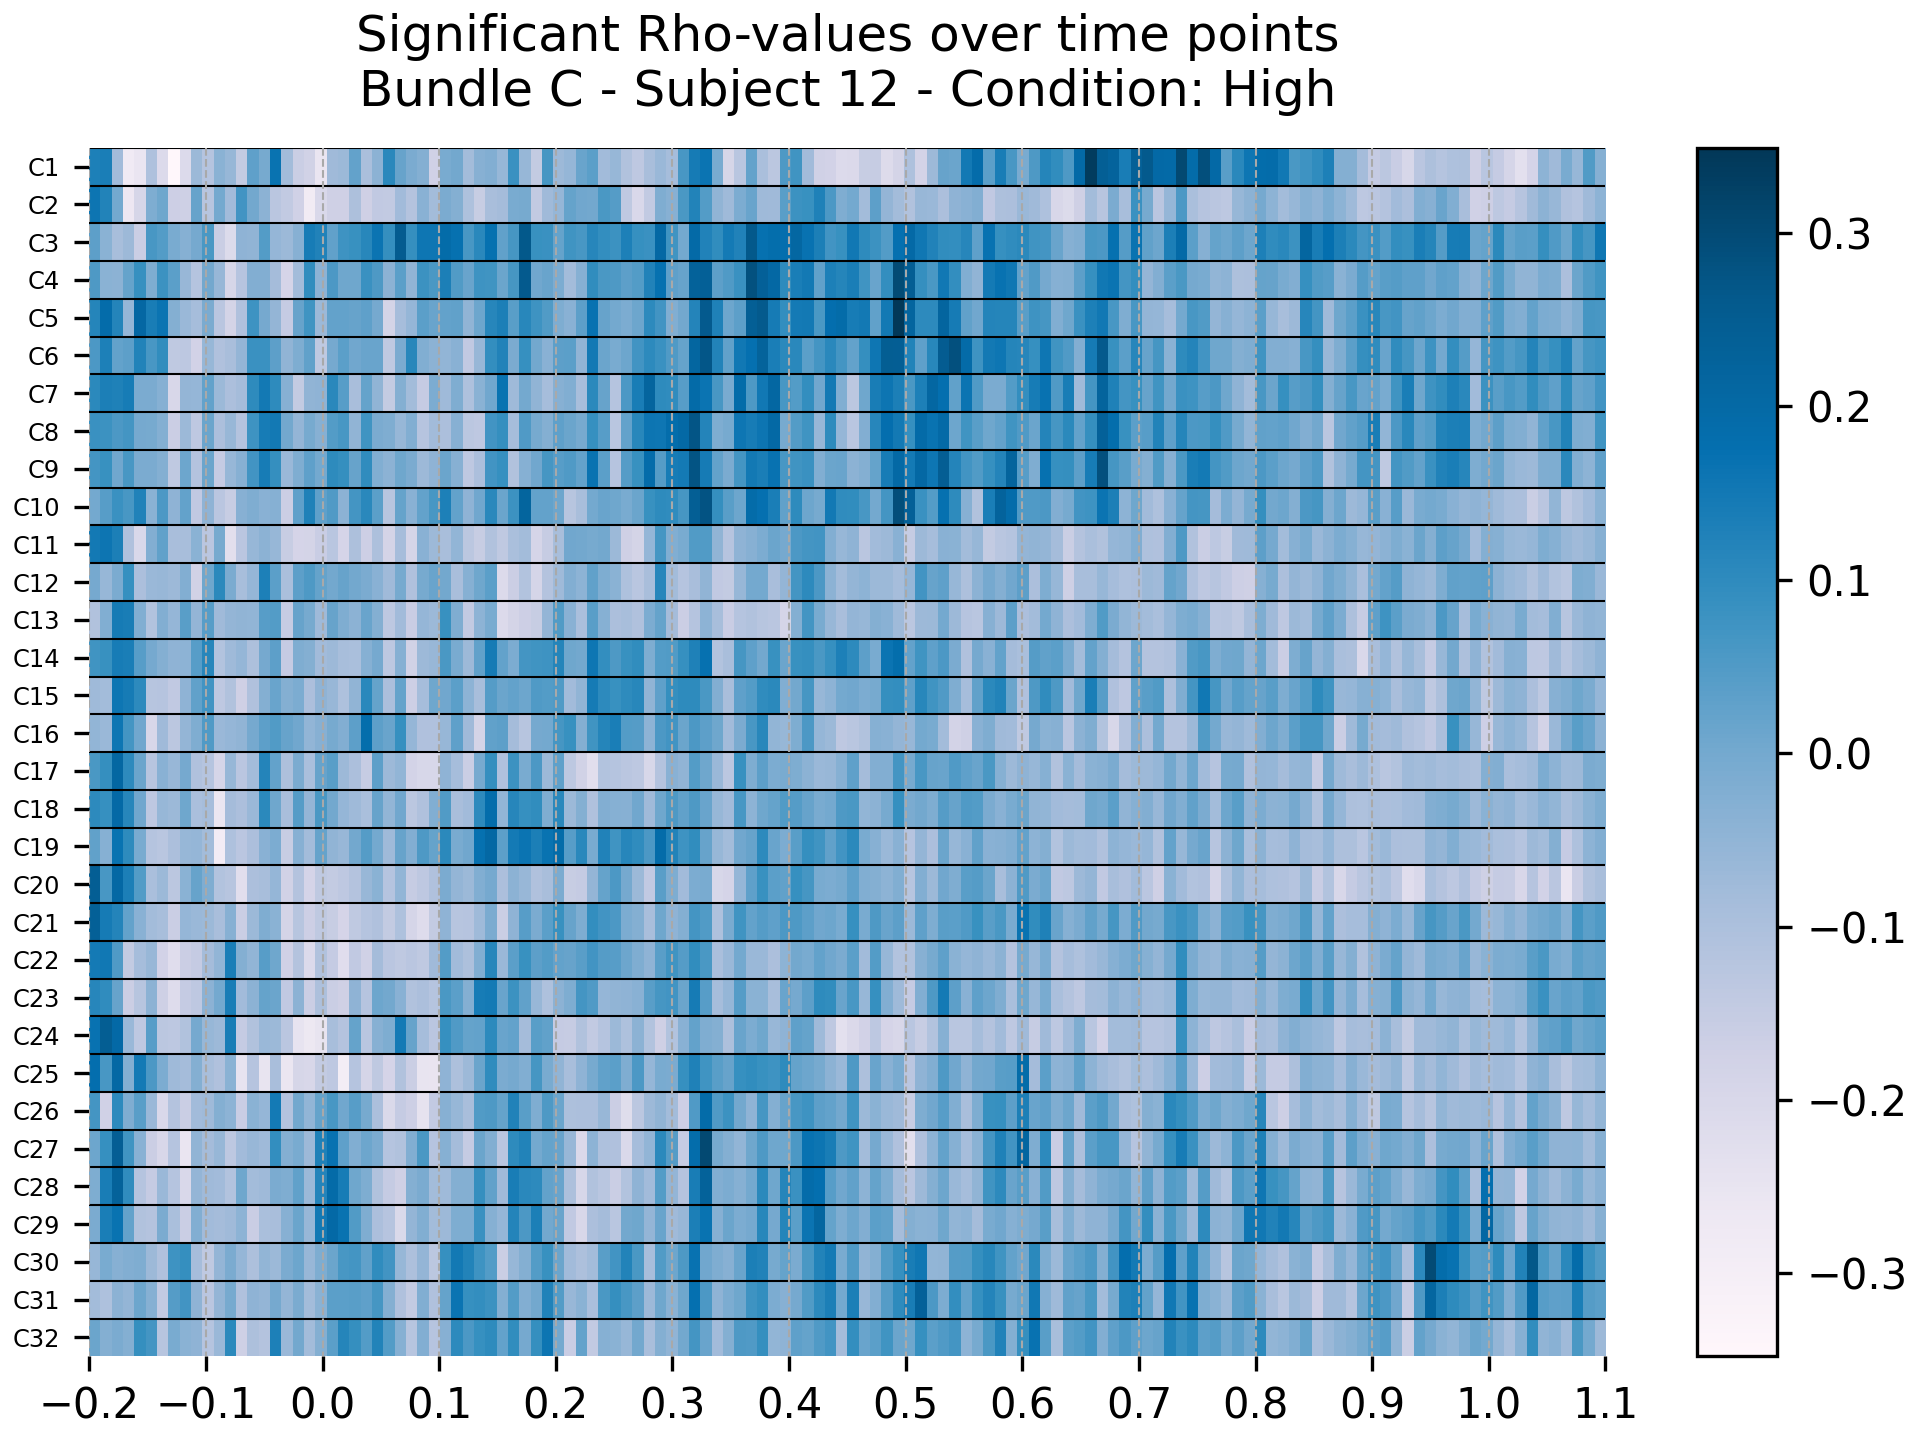 Significant Rho-values over time points
Bundle C - Subject 12 - Condition: High
C1
C2
C3
C4
C5
C6
C7
C8
C9
C10
C11
C12
C13
C14
C15
C16
C17
C18
C19
C20
C21
C22
C23
C24
C25
C26
C27
C28
C29
C30
C31
C32
−0.2 −0.1 0.0 0.1 0.2 0.3 0.4 0.5 0.6 0.7 0.8 0.9 1.0 1.1
0.3
0.2
0.1
0.0
−0.1
−0.2
−0.3